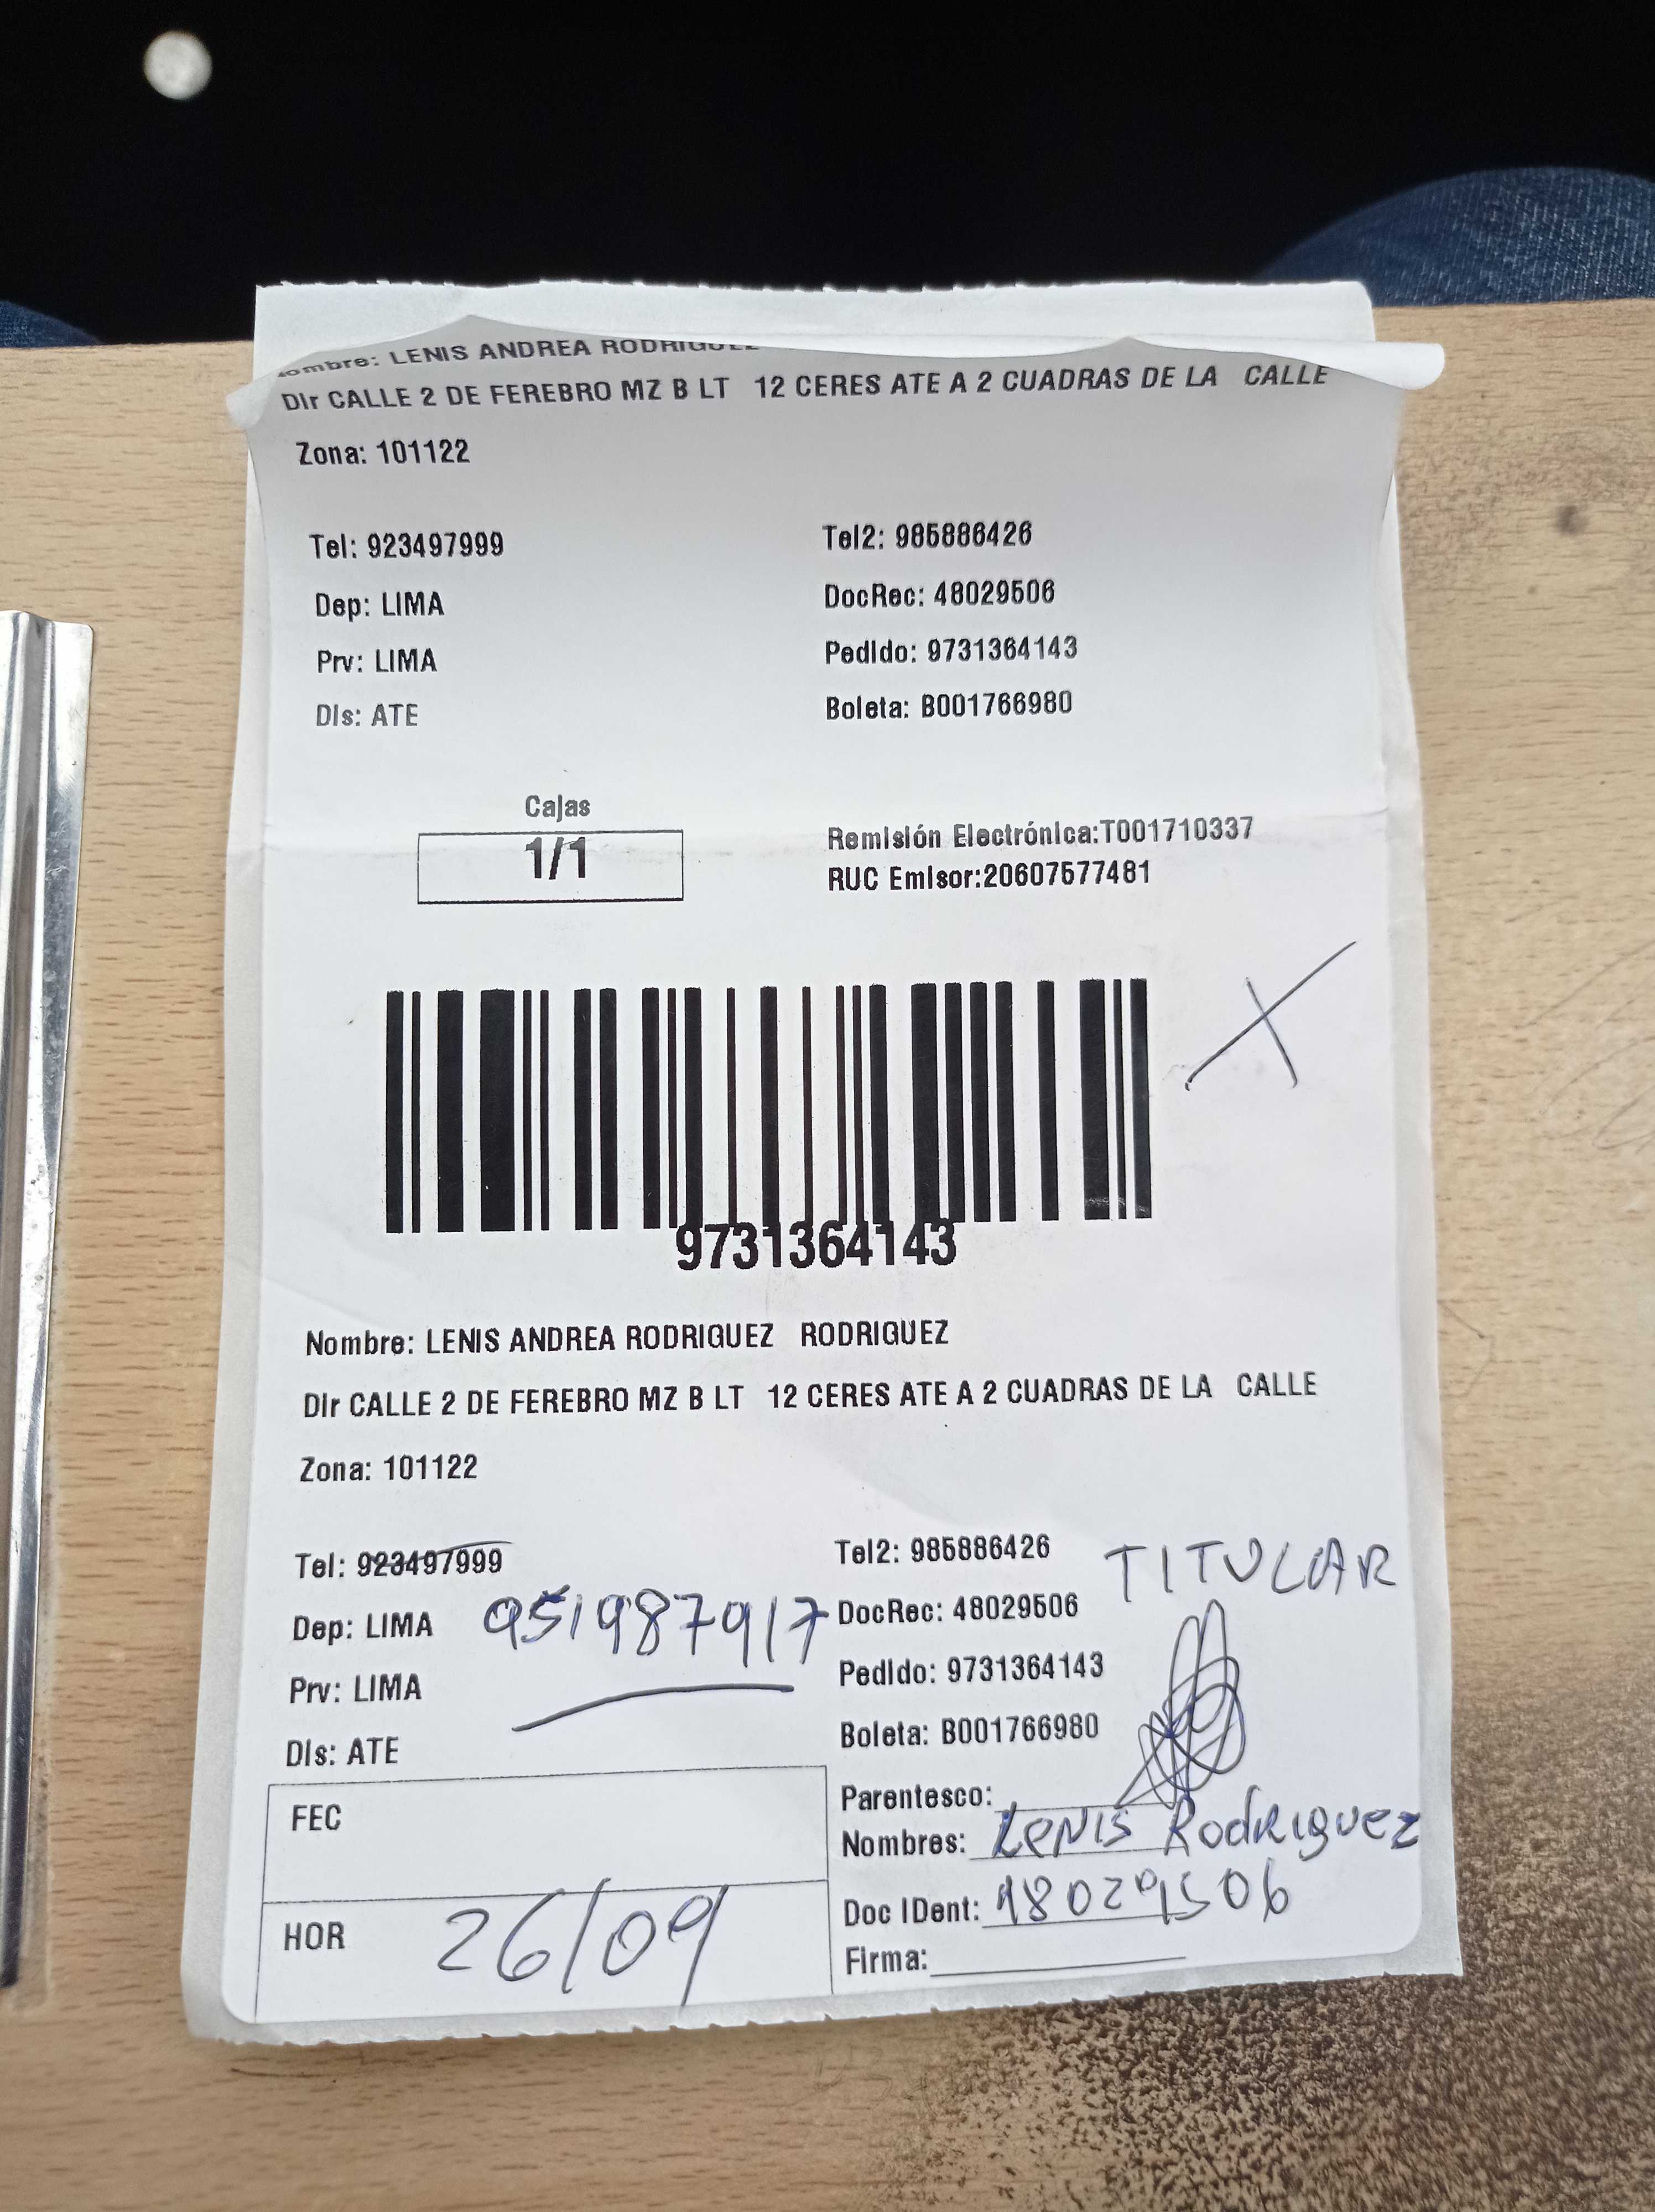 Nombre: LENIS ANDREA RODRIGUEZ
DIr CALLE 2 DE FEREBRO MZ B LT 12 CERES ATE A 2 CUADRAS DE LA CALLE
Zona: 101122
Tel: 923497999 Tel2: 985886426
Dep: LIMA DocRec: 48029506
Prv: LIMA PedIdo: 9731364143
DIs: ATE Boleta: B001766980
Cajas
1/1
RemIsIón ElectrónIca:T001710337
RUC EmIsor:20607577481
X
9731364143
Nombre: LENIS ANDREA RODRIGUEZ RODRIGUEZ
DIr CALLE 2 DE FEREBRO MZ B LT 12 CERES ATE A 2 CUADRAS DE LA CALLE
Zona: 101122
Tel: 923497999 Tel2: 985886426 TITULAR
Dep: LIMA 951987917 DocRec: 48029506
Prv: LIMA PedIdo: 9731364143
DIs: ATE Boleta: B001766980
Parentesco:
FEC Nombres: LENIS RodRiguez
HOR 26/09 Doc IDent: 48029506
Firma: